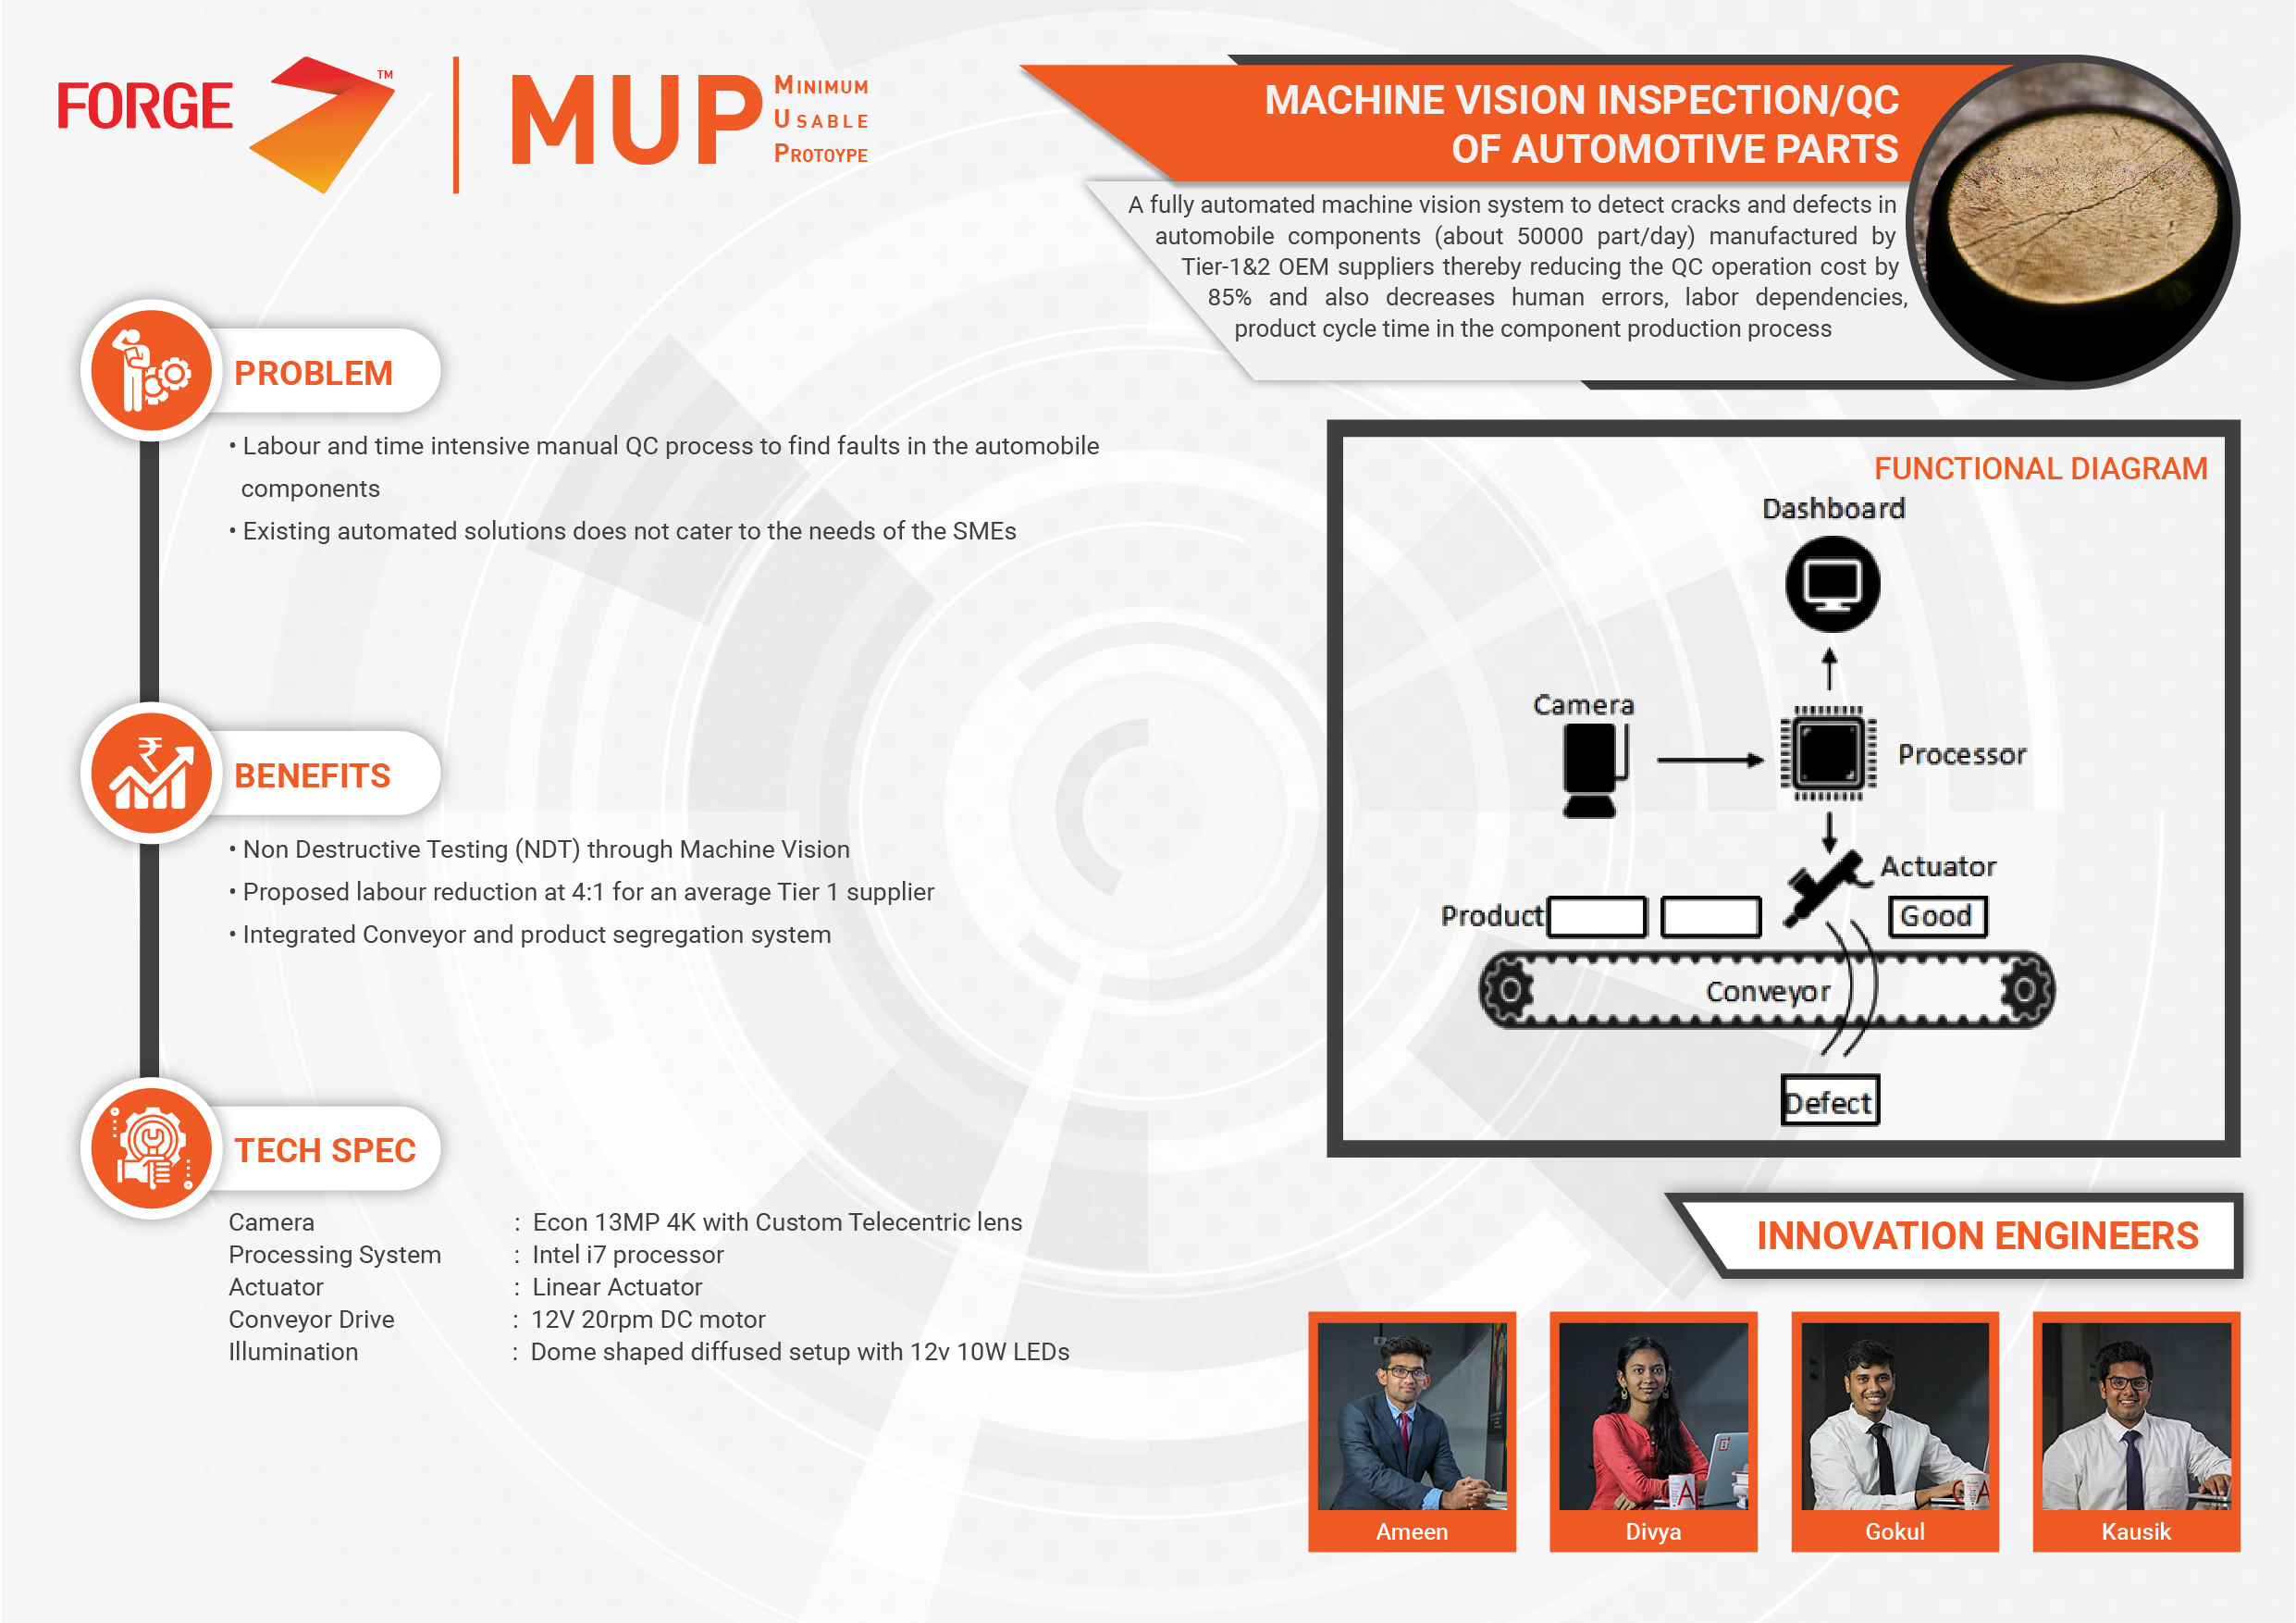 FORGE
TM
MUP
MINIMUM
USABLE
PROTOYPE
MACHINE VISION INSPECTION/QC
OF AUTOMOTIVE PARTS
A fully automated machine vision system to detect cracks and defects in
automobile components (about 50000 part/day) manufactured by
Tier-1&2 OEM suppliers thereby reducing the QC operation cost by
85% and also decreases human errors, labor dependencies,
product cycle time in the component production process
PROBLEM
• Labour and time intensive manual QC process to find faults in the automobile
components
• Existing automated solutions does not cater to the needs of the SMEs
BENEFITS
• Non Destructive Testing (NDT) through Machine Vision
• Proposed labour reduction at 4:1 for an average Tier 1 supplier
• Integrated Conveyor and product segregation system
TECH SPEC
Camera : Econ 13MP 4K with Custom Telecentric lens
Processing System : Intel i7 processor
Actuator : Linear Actuator
Conveyor Drive : 12V 20rpm DC motor
Illumination : Dome shaped diffused setup with 12v 10W LEDs
FUNCTIONAL DIAGRAM
Dashboard
Camera
Processor
Actuator
Product
Good
Conveyor
Defect
INNOVATION ENGINEERS
Ameen
Divya
Gokul
Kausik